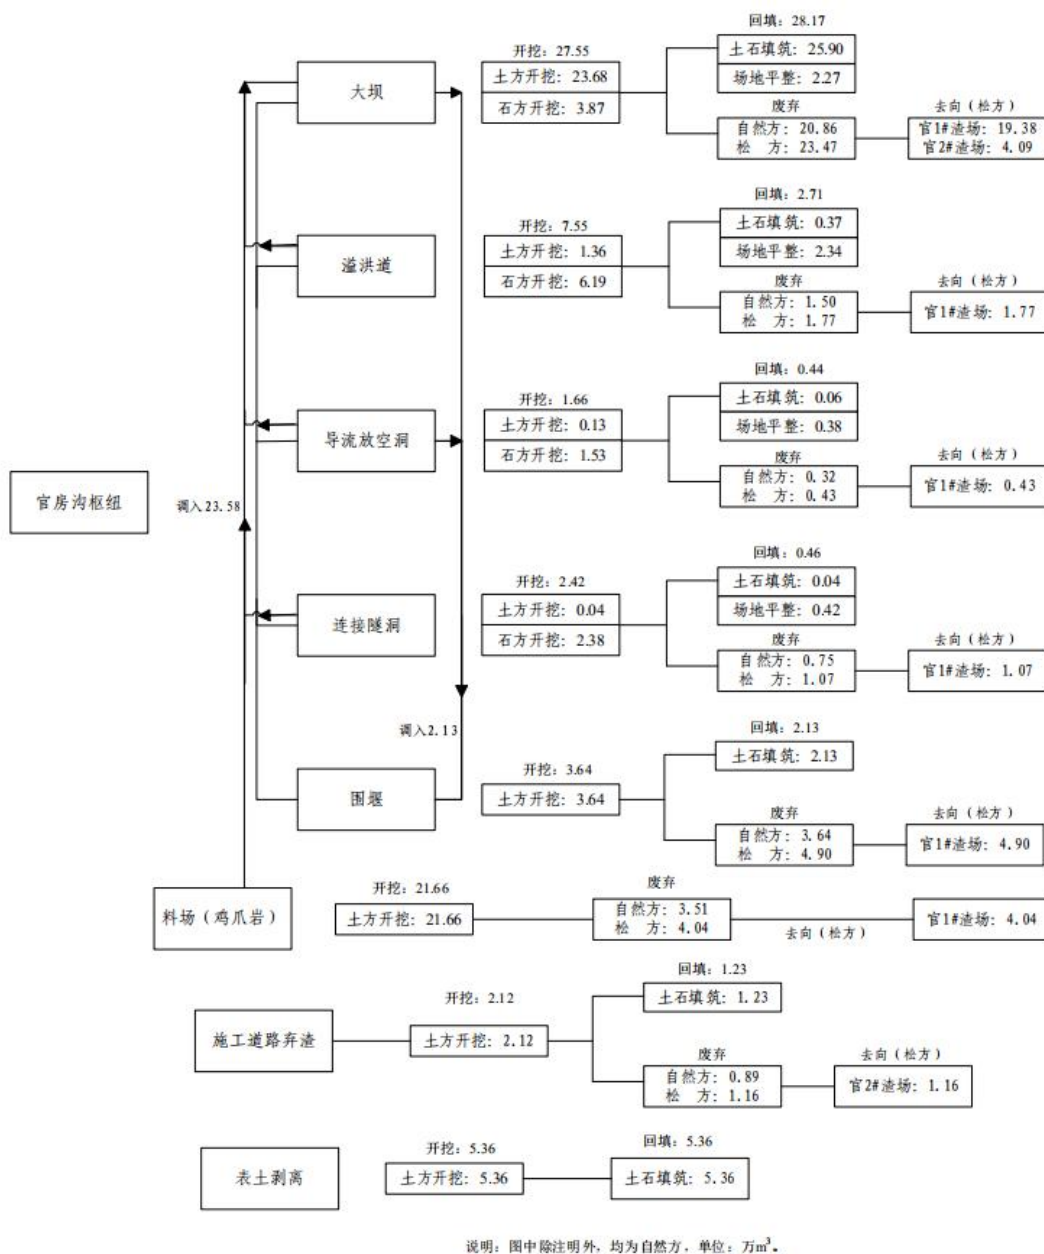 回填: 28.17
开挖: 27.55
土石填筑: 25.90
大坝
土方开挖: 23.68
场地平整: 2.27
石方开挖: 3.87
废弃
去向(松方)
自然方: 20.86
松 方: 23.47
官1#渣场: 19.38
官2#渣场: 4.09
回填: 2.71
开挖: 7.55
土石填筑: 0.37
溢洪道
土方开挖: 1.36
场地平整: 2.34
石方开挖: 6.19
废弃
去向(松方)
自然方: 1.50
松 方: 1.77
官1#渣场: 1.77
回填: 0.44
开挖: 1.66
土石填筑: 0.06
导流放空洞
土方开挖: 0.13
场地平整: 0.38
石方开挖: 1.53
废弃
去向(松方)
自然方: 0.32
松 方: 0.43
官1#渣场: 0.43
官房沟枢纽
调入23.58
回填: 0.46
开挖: 2.42
土石填筑: 0.04
连接隧洞
土方开挖: 0.04
场地平整: 0.42
石方开挖: 2.38
废弃
去向(松方)
自然方: 0.75
松 方: 1.07
官1#渣场: 1.07
调入2.13
回填: 2.13
开挖: 3.64
土石填筑: 2.13
围堰
土方开挖: 3.64
废弃
去向(松方)
自然方: 3.64
松 方: 4.90
官1#渣场: 4.90
料场(鸡爪岩)
开挖: 21.66
土方开挖: 21.66
废弃
自然方: 3.51
松 方: 4.04
去向(松方)
官1#渣场: 4.04
回填: 1.23
开挖: 2.12
土石填筑: 1.23
施工道路弃渣
土方开挖: 2.12
废弃
去向(松方)
自然方: 0.89
松 方: 1.16
官2#渣场: 1.16
开挖: 5.36
回填: 5.36
表土剥离
土方开挖: 5.36
土石填筑: 5.36
说明: 图中除注明外, 均为自然方, 单位: 万m³。